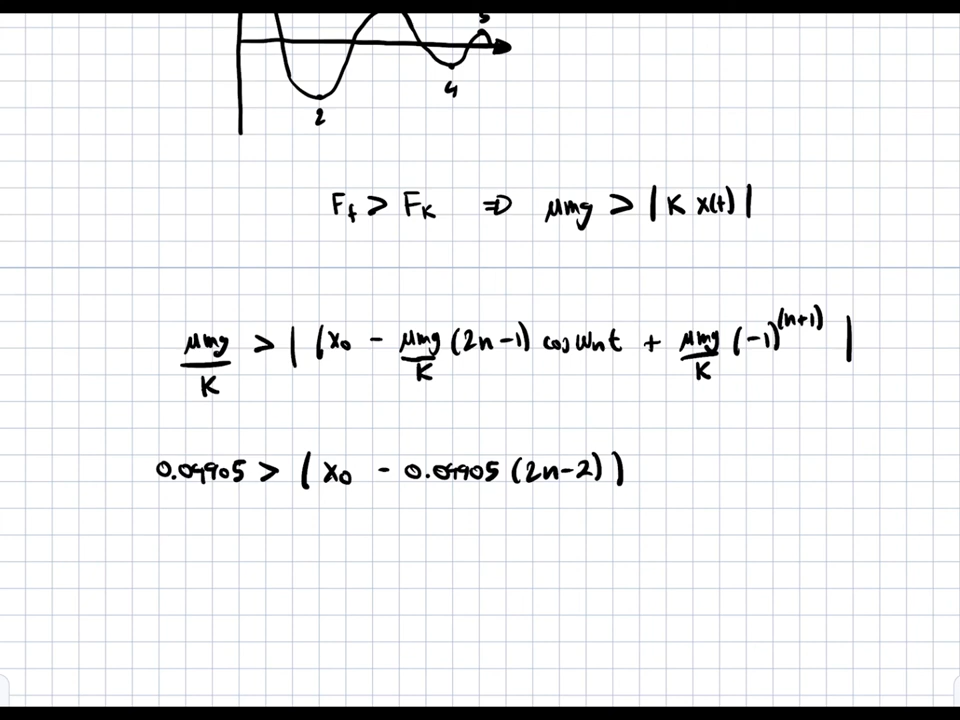 5
4
2
Ff > FK ⇒ μmg > |K x(t)|
μmg/K > |(x0 - μmg/K (2n-1) cos ωnt + μmg/K (-1)^(n+1)|
0.04905 > (x0 - 0.04905 (2n-2))